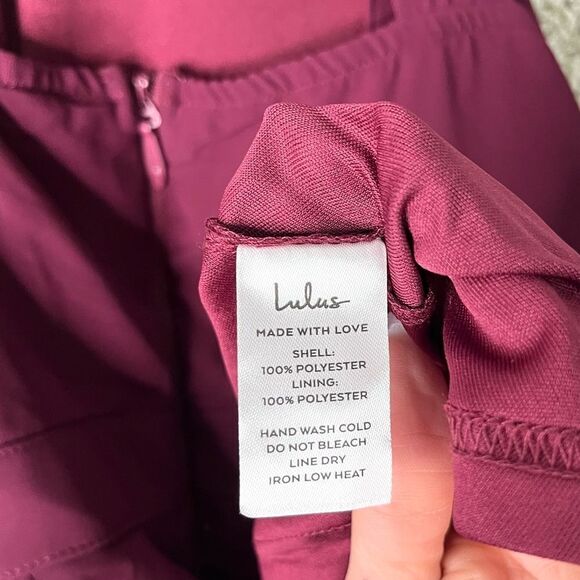 Lulus
MADE WITH LOVE
SHELL:
100% POLYESTER
LINING:
100% POLYESTER
HAND WASH COLD
DO NOT BLEACH
LINE DRY
IRON LOW HEAT